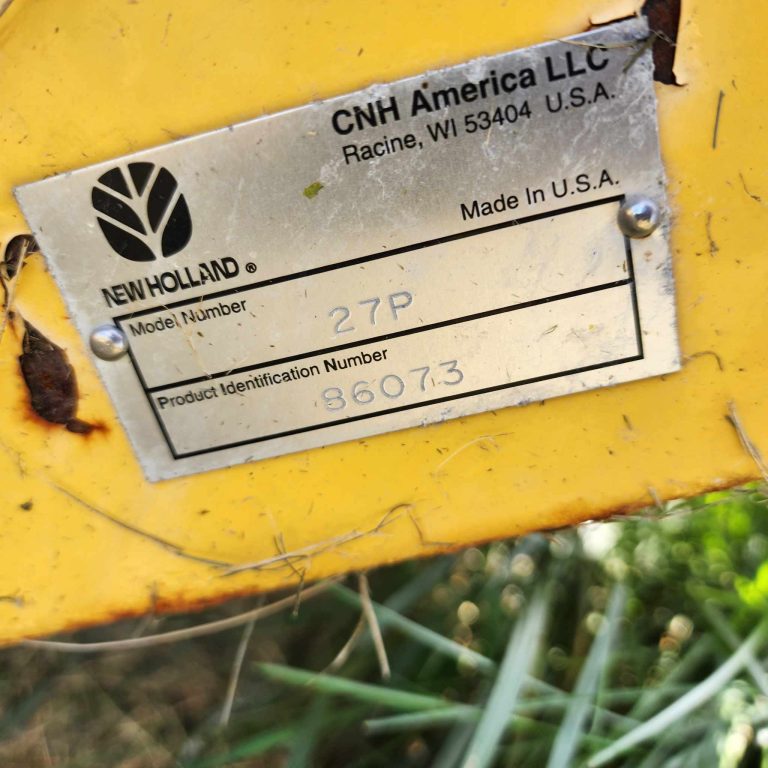 CNH America LLC
Racine, WI 53404 U.S.A.
Made In U.S.A.
NEW HOLLAND ®
Model Number 27P
Product Identification Number 86073